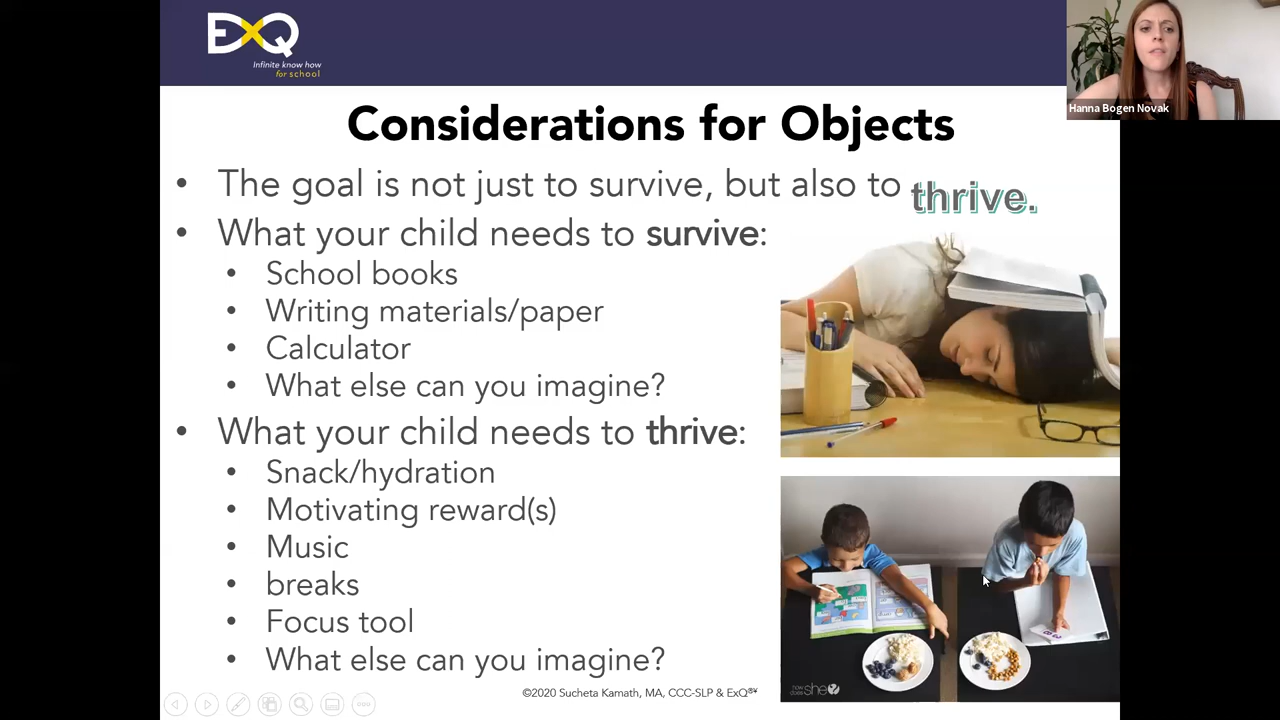 EXQ
Infinite know how
for school
Hanna Bogen Novak
Considerations for Objects
• The goal is not just to survive, but also to thrive.
• What your child needs to survive:
• School books
• Writing materials/paper
• Calculator
• What else can you imagine?
• What your child needs to thrive:
• Snack/hydration
• Motivating reward(s)
• Music
• breaks
• Focus tool
• What else can you imagine?
how does she?
©2020 Sucheta Kamath, MA, CCC-SLP & ExQ®